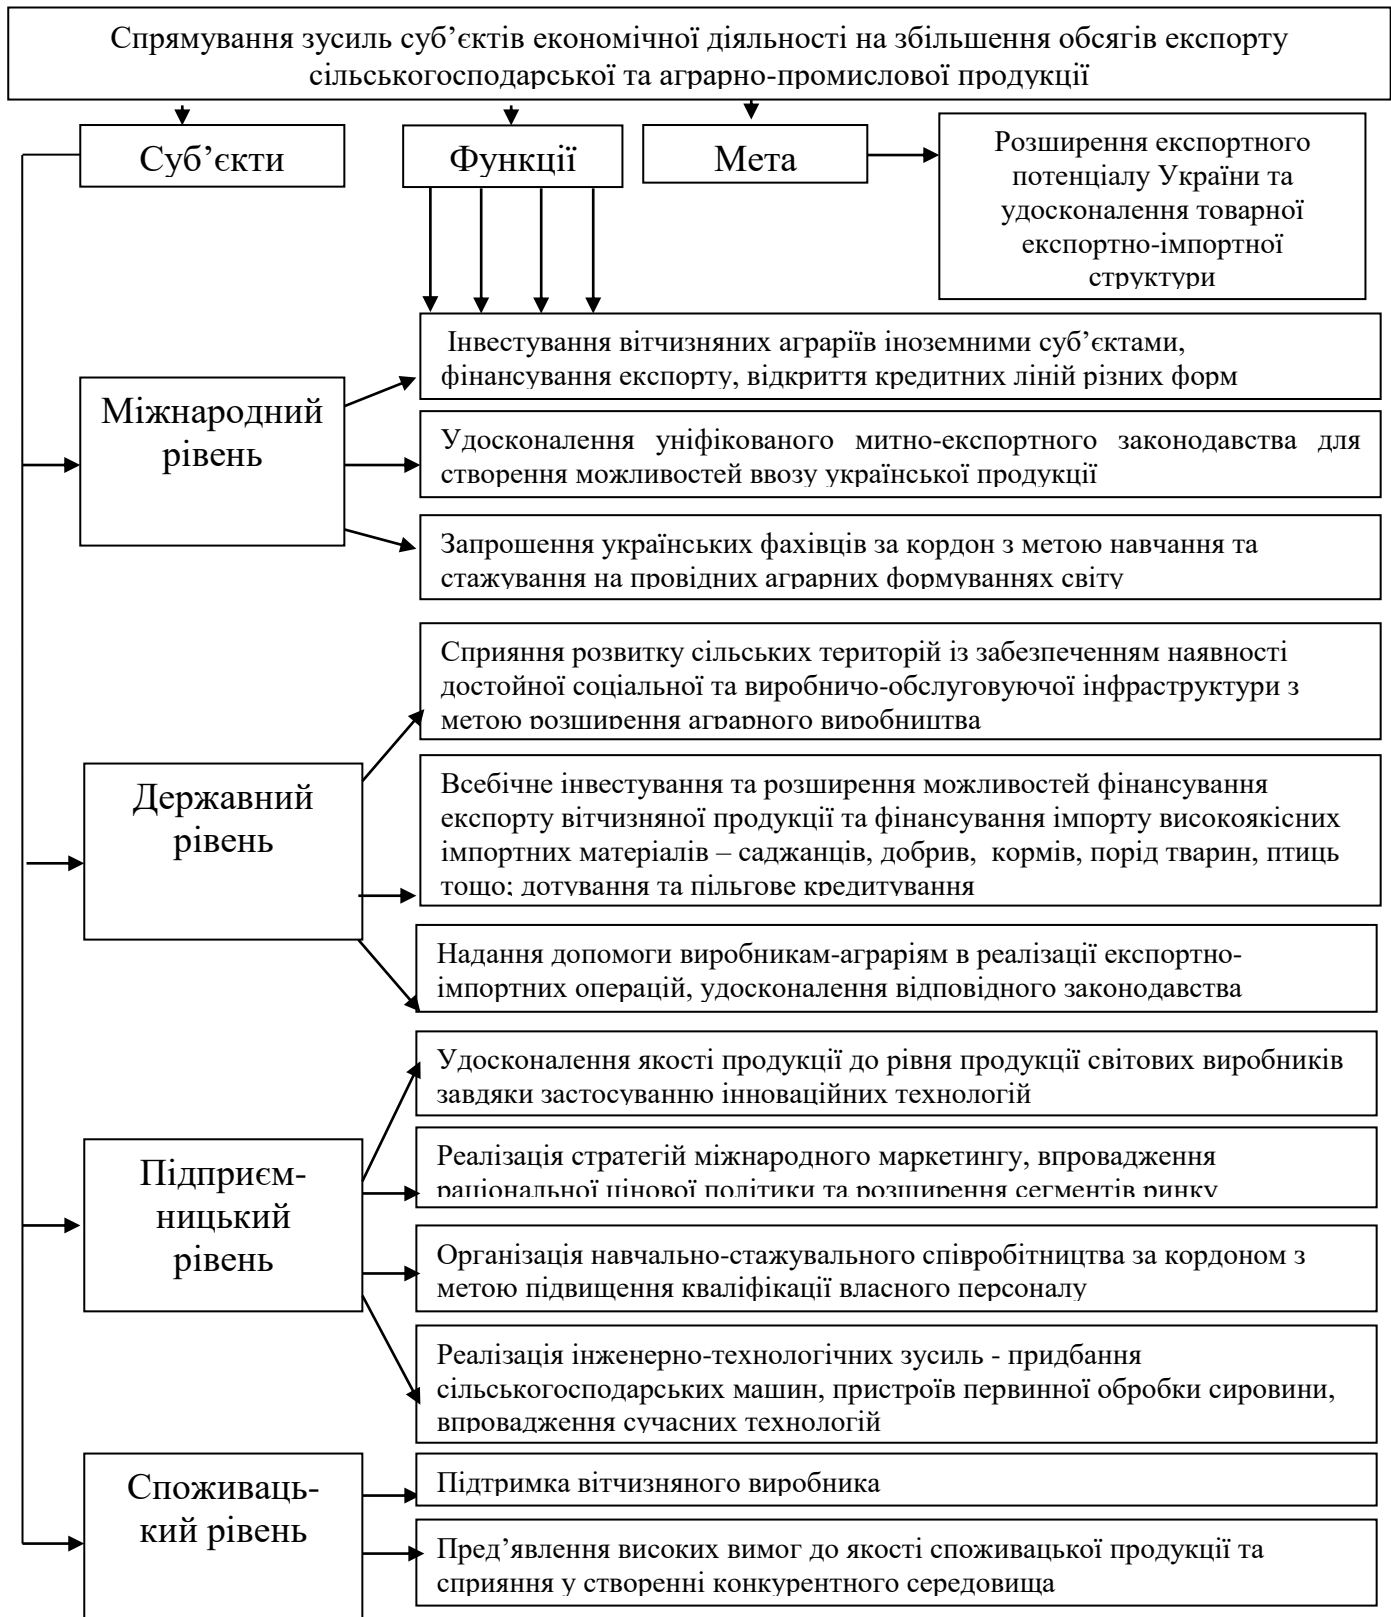 Спрямування зусиль суб’єктів економічної діяльності на збільшення обсягів експорту
сільськогосподарської та аграрно-промислової продукції
Суб’єкти
Функції
Мета
Розширення експортного
потенціалу України та
удосконалення товарної
експортно-імпортної
структури
Міжнародний
рівень
Інвестування вітчизняних аграріїв іноземними суб’єктами,
фінансування експорту, відкриття кредитних ліній різних форм
Удосконалення уніфікованого митно-експортного законодавства для
створення можливостей ввозу української продукції
Запрошення українських фахівців за кордон з метою навчання та
стажування на провідних аграрних формуваннях світу
Державний
рівень
Сприяння розвитку сільських територій із забезпеченням наявності
достойної соціальної та виробничо-обслуговуючої інфраструктури з
метою розширення аграрного виробництва
Всебічне інвестування та розширення можливостей фінансування
експорту вітчизняної продукції та фінансування імпорту високоякісних
імпортних матеріалів – саджанців, добрив, кормів, порід тварин, птиць
тощо; дотування та пільгове кредитування
Надання допомоги виробникам-аграріям в реалізації експортно-
імпортних операцій, удосконалення відповідного законодавства
Підприєм-
ницький
рівень
Удосконалення якості продукції до рівня продукції світових виробників
завдяки застосуванню інноваційних технологій
Реалізація стратегій міжнародного маркетингу, впровадження
раціональної цінової політики та розширення сегментів ринку
Організація навчально-стажувального співробітництва за кордоном з
метою підвищення кваліфікації власного персоналу
Реалізація інженерно-технологічних зусиль - придбання
сільськогосподарських машин, пристроїв первинної обробки сировини,
впровадження сучасних технологій
Споживаць-
кий рівень
Підтримка вітчизняного виробника
Пред’явлення високих вимог до якості споживацької продукції та
сприяння у створенні конкурентного середовища